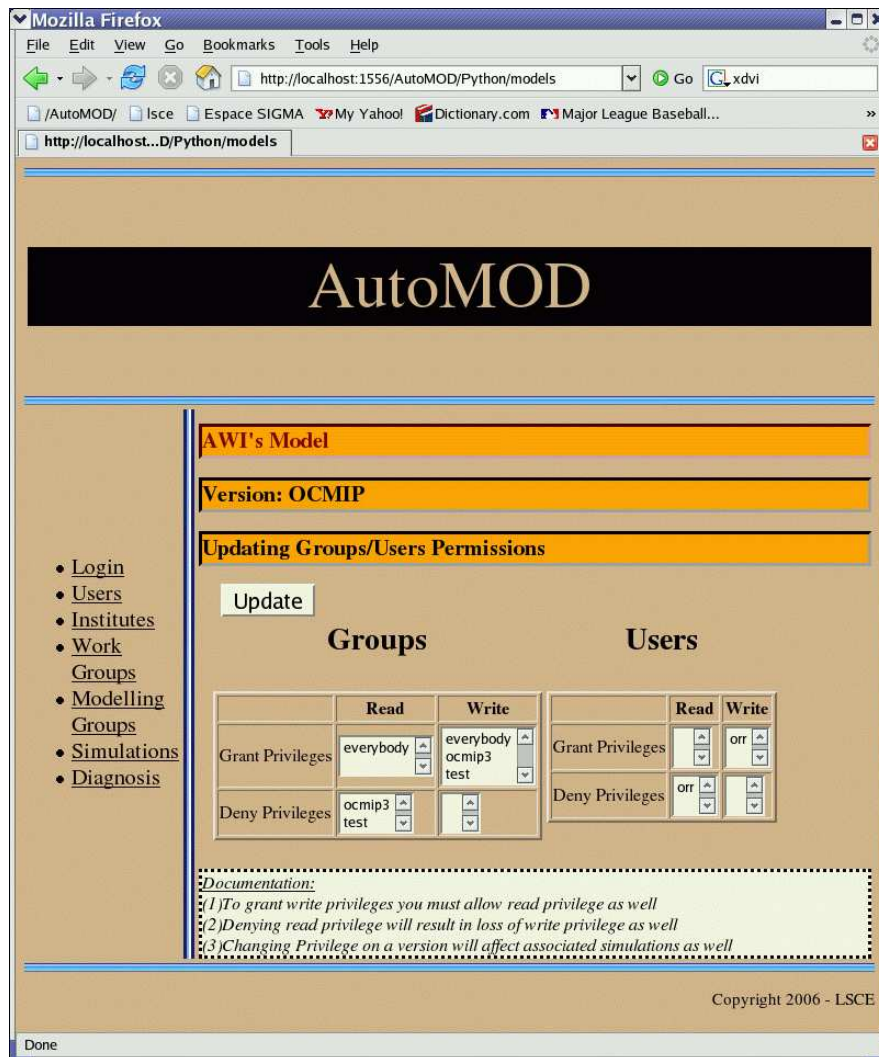 Mozilla Firefox
File Edit View Go Bookmarks Tools Help
http://localhost:1556/AutoMOD/Python/models Go G xdvi
/AutoMOD/ lsce Espace SIGMA My Yahoo! Dictionary.com Major League Baseball... »
http://localhost...D/Python/models
AutoMOD
AWI's Model
Version: OCMIP
Updating Groups/Users Permissions
Login
Users
Institutes
Work
Groups
Modelling
Groups
Simulations
Diagnosis
Update
Groups
Read Write
Grant Privileges everybody everybody
ocmip3
test
Deny Privileges ocmip3
test
Users
Read Write
Grant Privileges orr
Deny Privileges orr
Documentation:
(1)To grant write privileges you must allow read privilege as well
(2)Denying read privilege will result in loss of write privilege as well
(3)Changing Privilege on a version will affect associated simulations as well
Copyright 2006 - LSCE
Done